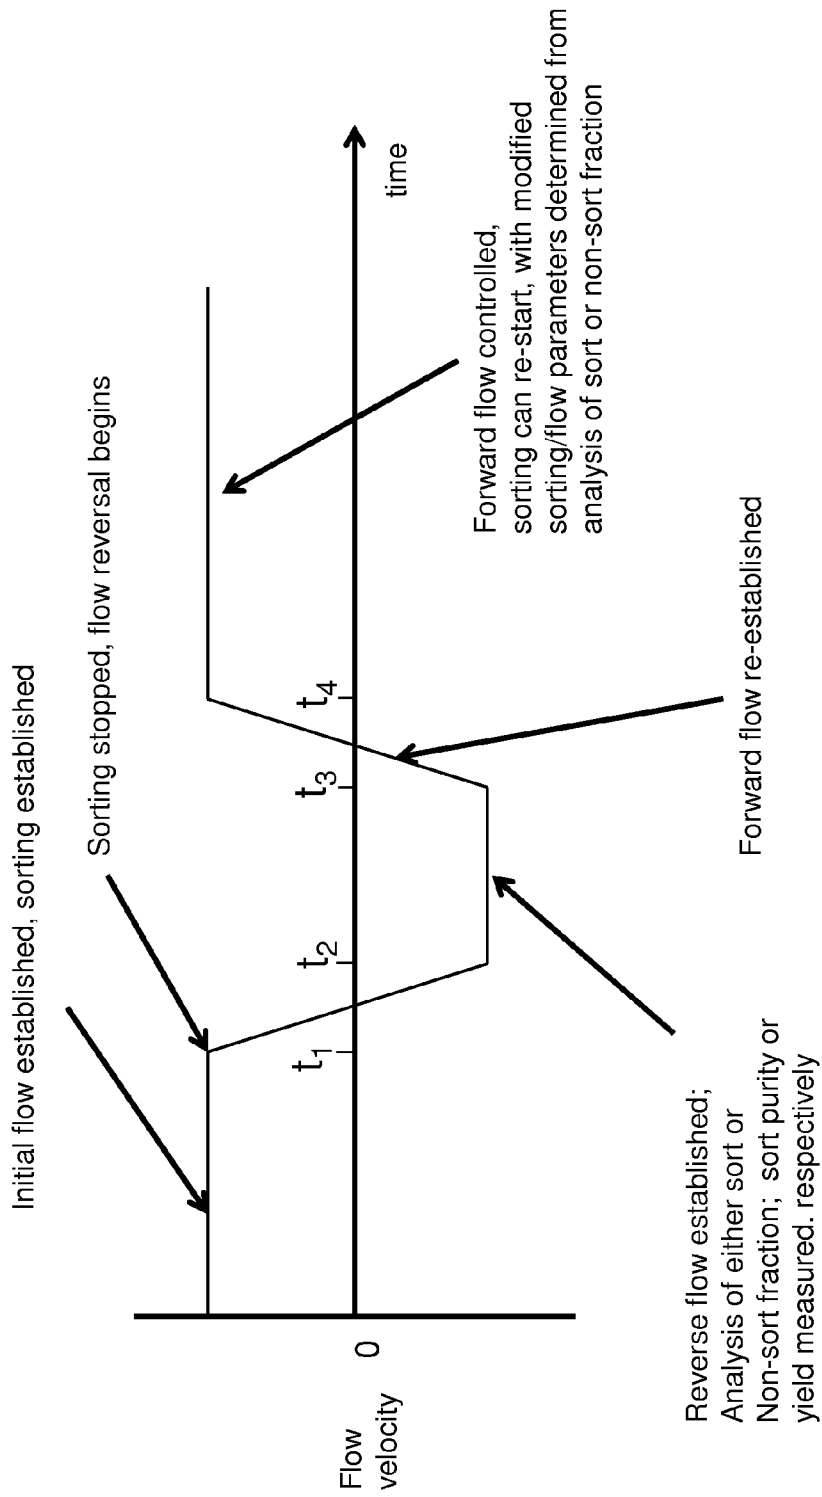 Initial flow established, sorting established
Sorting stopped, flow reversal begins
Flow
velocity
0
t1
t2
t3
t4
time
Forward flow controlled,
sorting can re-start, with modified
sorting/flow parameters determined from
analysis of sort or non-sort fraction
Reverse flow established;
Analysis of either sort or
Non-sort fraction; sort purity or
yield measured. respectively
Forward flow re-established